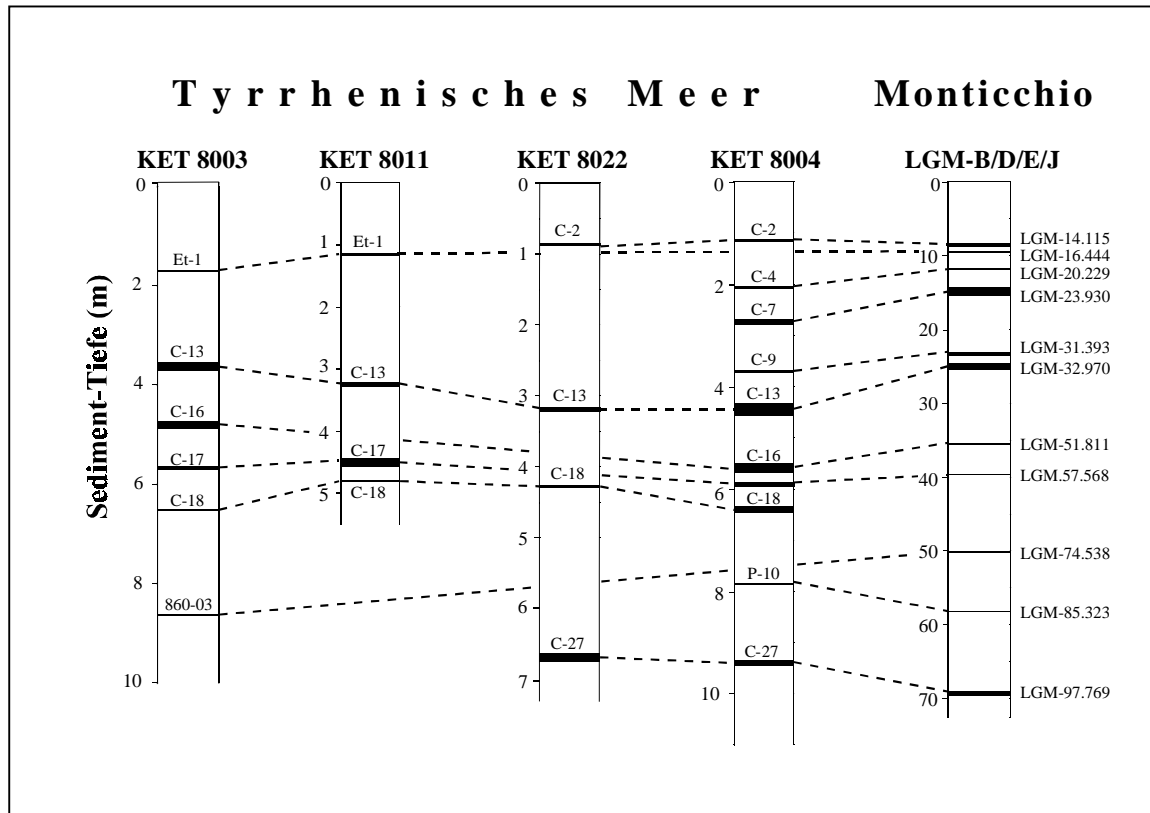 Tyrrhenisches Meer
Monticchio
KET 8003
KET 8011
KET 8022
KET 8004
LGM-B/D/E/J
Sediment-Tiefe (m)
0
2
4
6
8
10
Et-1
C-13
C-16
C-17
C-18
860-03
0
1
2
3
4
5
Et-1
C-13
C-17
C-18
0
1
2
3
4
5
6
7
C-2
C-13
C-18
C-27
0
2
4
6
8
10
C-2
C-4
C-7
C-9
C-13
C-16
C-18
P-10
C-27
0
10
20
30
40
50
60
70
LGM-14.115
LGM-16.444
LGM-20.229
LGM-23.930
LGM-31.393
LGM-32.970
LGM-51.811
LGM.57.568
LGM-74.538
LGM-85.323
LGM-97.769